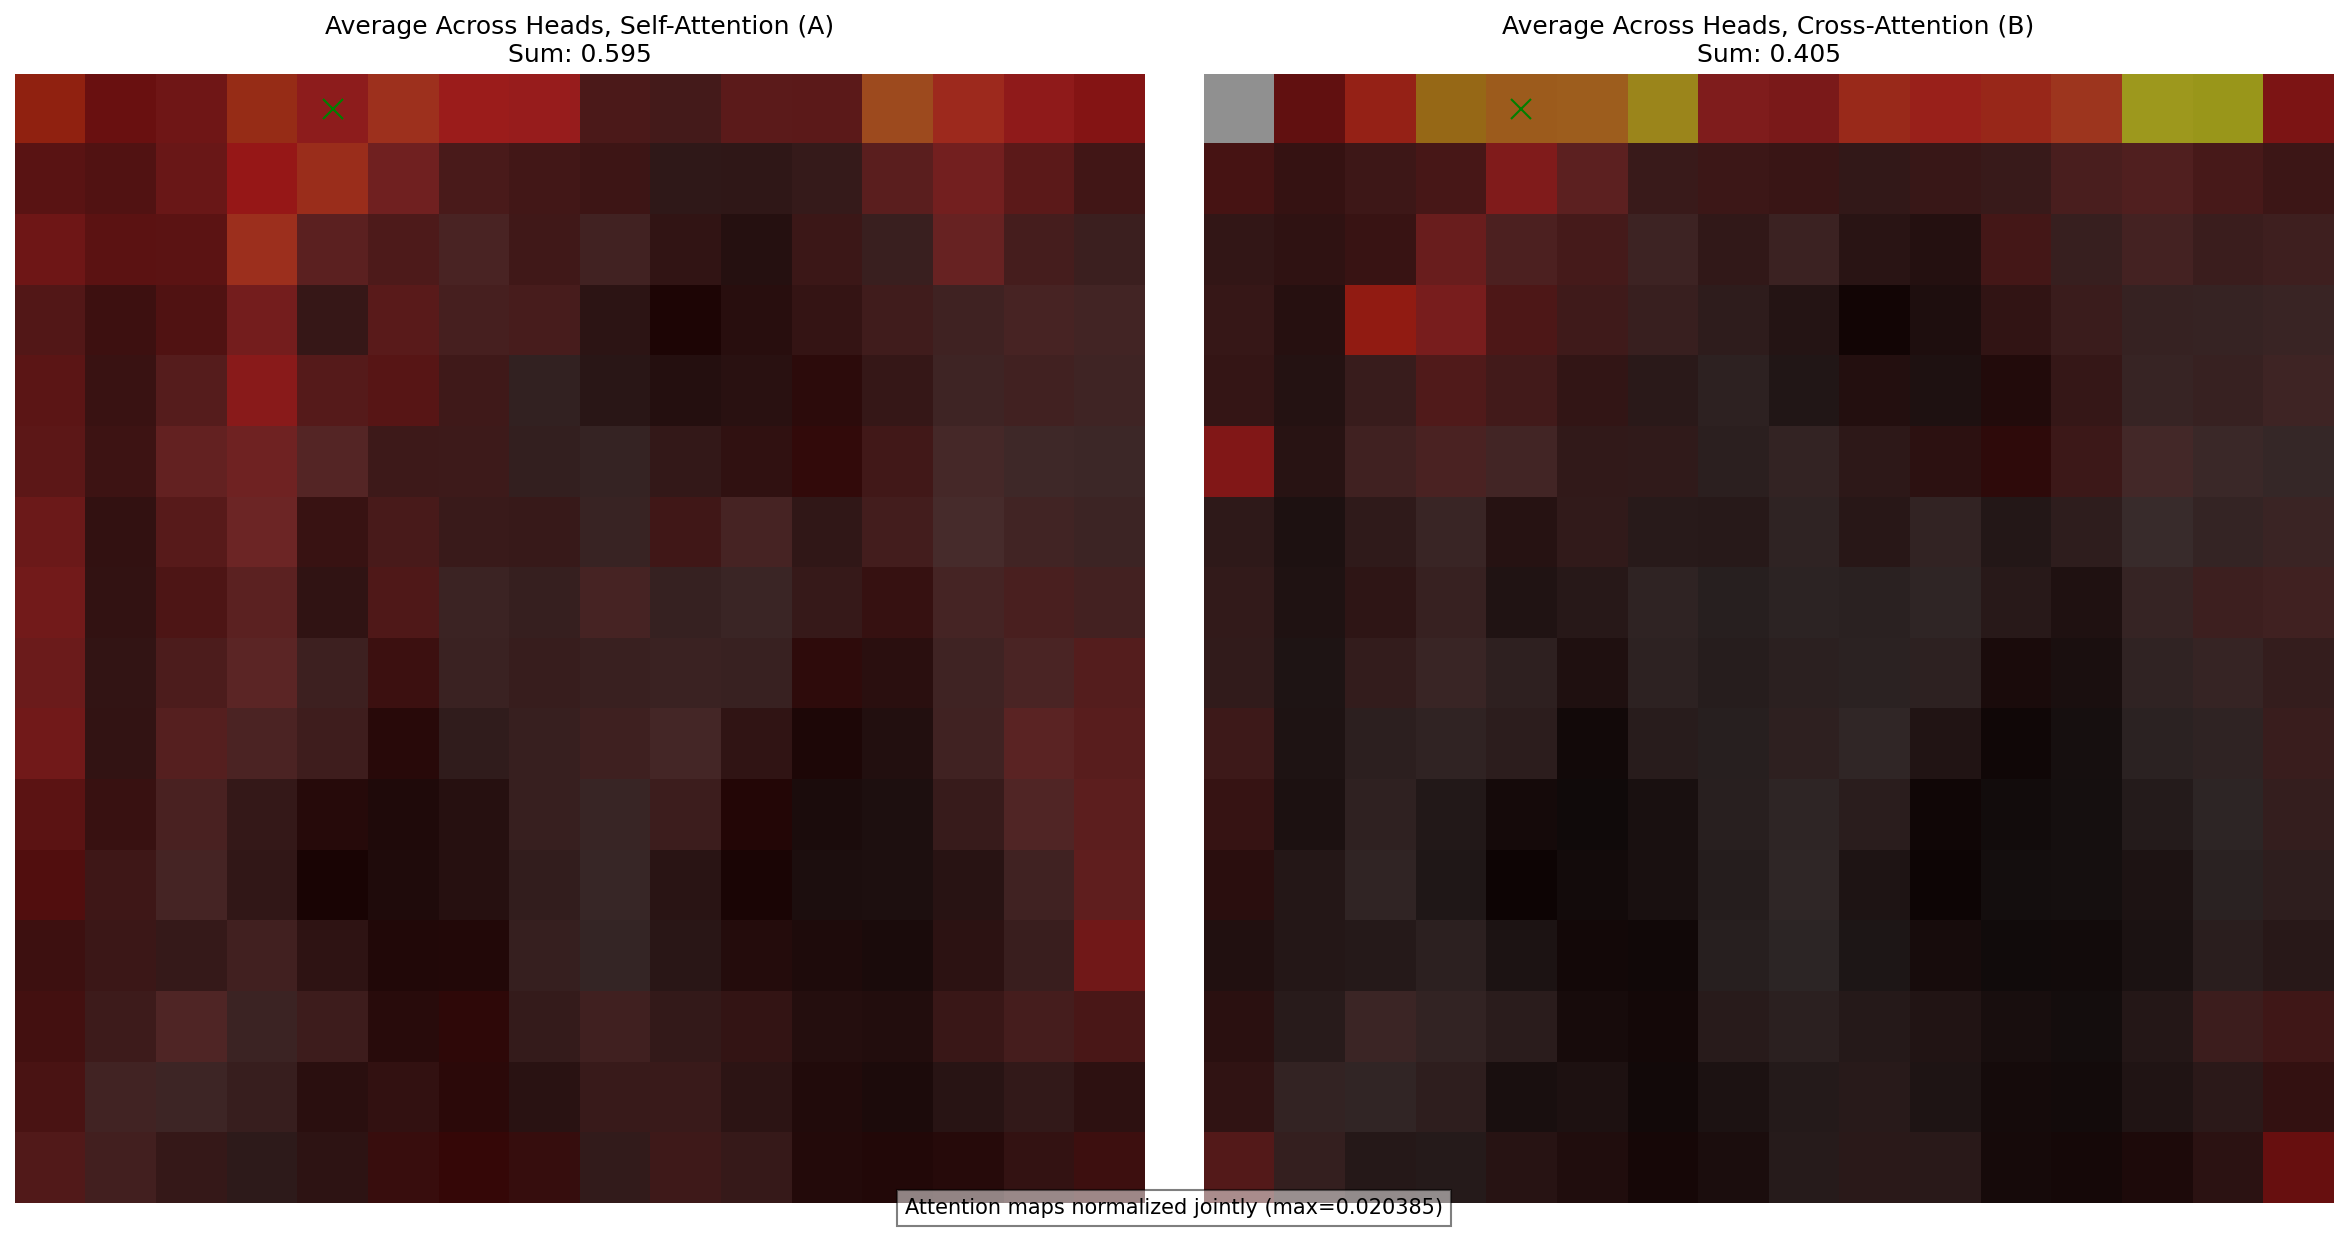 Average Across Heads, Self-Attention (A)
Sum: 0.595
Average Across Heads, Cross-Attention (B)
Sum: 0.405
Attention maps normalized jointly (max=0.020385)